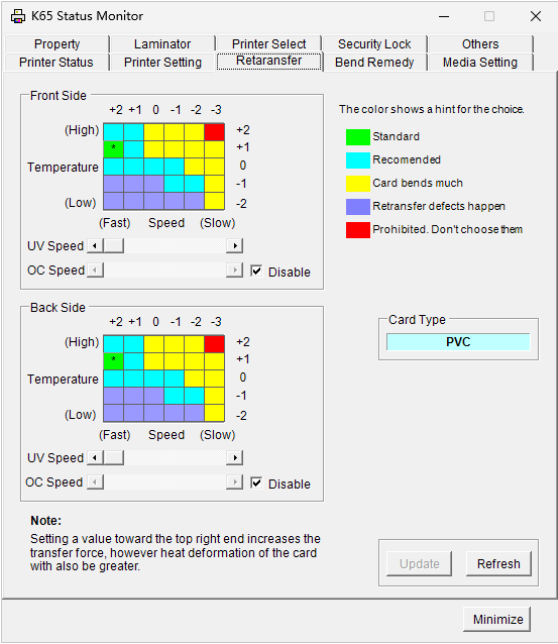 K65 Status Monitor
Property Laminator Printer Select Security Lock Others
Printer Status Printer Setting Retaransfer Bend Remedy Media Setting
Front Side
+2 +1 0 -1 -2 -3
(High) +2
* +1
Temperature 0
-1
(Low) -2
(Fast) Speed (Slow)
UV Speed
OC Speed Disable
The color shows a hint for the choice.
Standard
Recomended
Card bends much
Retransfer defects happen
Prohibited. Don't choose them
Back Side
+2 +1 0 -1 -2 -3
(High) +2
* +1
Temperature 0
-1
(Low) -2
(Fast) Speed (Slow)
UV Speed
OC Speed Disable
Card Type
PVC
Note:
Setting a value toward the top right end increases the
transfer force, however heat deformation of the card
with also be greater.
Update Refresh
Minimize